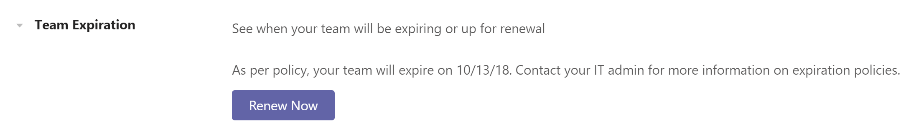 Team Expiration
See when your team will be expiring or up for renewal
As per policy, your team will expire on 10/13/18. Contact your IT admin for more information on expiration policies.
Renew Now